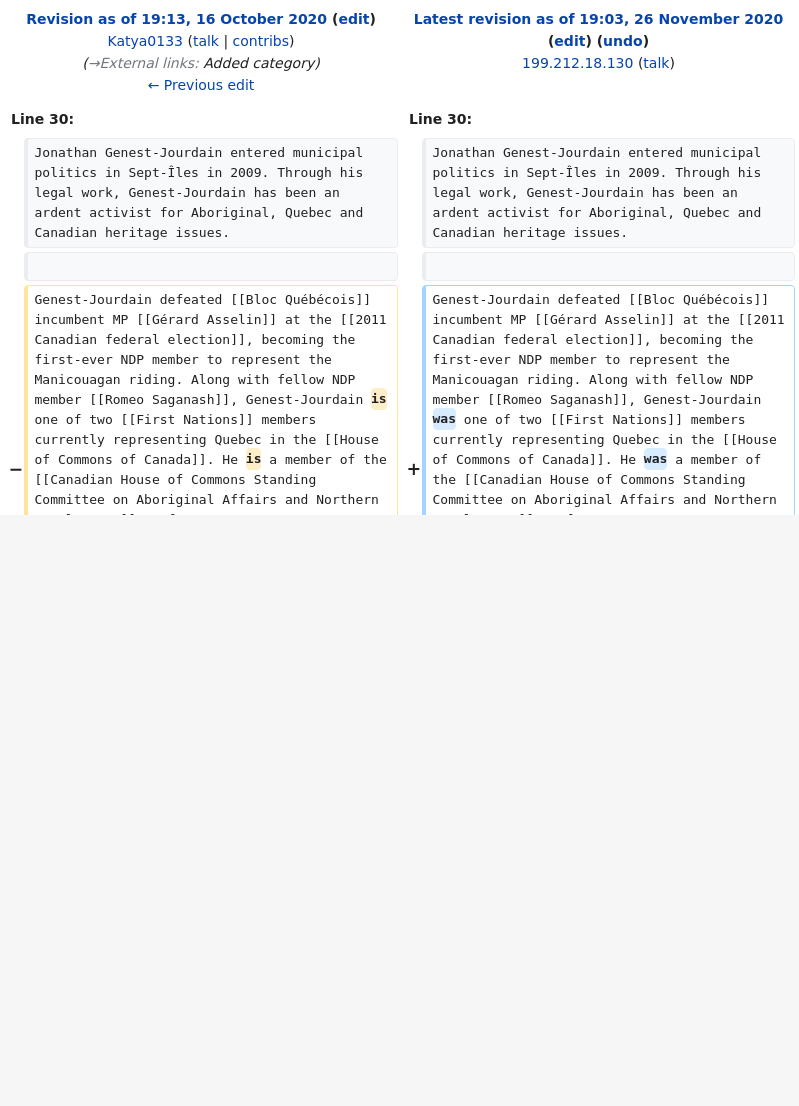 Revision as of 19:13, 16 October 2020 (edit)
Katya0133 (talk | contribs)
(→External links: Added category)
← Previous edit
Latest revision as of 19:03, 26 November 2020
(edit) (undo)
199.212.18.130 (talk)
Line 30:
Jonathan Genest-Jourdain entered municipal
politics in Sept-Îles in 2009. Through his
legal work, Genest-Jourdain has been an
ardent activist for Aboriginal, Quebec and
Canadian heritage issues.
Genest-Jourdain defeated [[Bloc Québécois]]
incumbent MP [[Gérard Asselin]] at the [[2011
Canadian federal election]], becoming the
first-ever NDP member to represent the
Manicouagan riding. Along with fellow NDP
member [[Romeo Saganash]], Genest-Jourdain is
one of two [[First Nations]] members
currently representing Quebec in the [[House
− of Commons of Canada]]. He is a member of the
[[Canadian House of Commons Standing
Committee on Aboriginal Affairs and Northern
Line 30:
Jonathan Genest-Jourdain entered municipal
politics in Sept-Îles in 2009. Through his
legal work, Genest-Jourdain has been an
ardent activist for Aboriginal, Quebec and
Canadian heritage issues.
Genest-Jourdain defeated [[Bloc Québécois]]
incumbent MP [[Gérard Asselin]] at the [[2011
Canadian federal election]], becoming the
first-ever NDP member to represent the
Manicouagan riding. Along with fellow NDP
member [[Romeo Saganash]], Genest-Jourdain
was one of two [[First Nations]] members
currently representing Quebec in the [[House
+ of Commons of Canada]]. He was a member of
the [[Canadian House of Commons Standing
Committee on Aboriginal Affairs and Northern